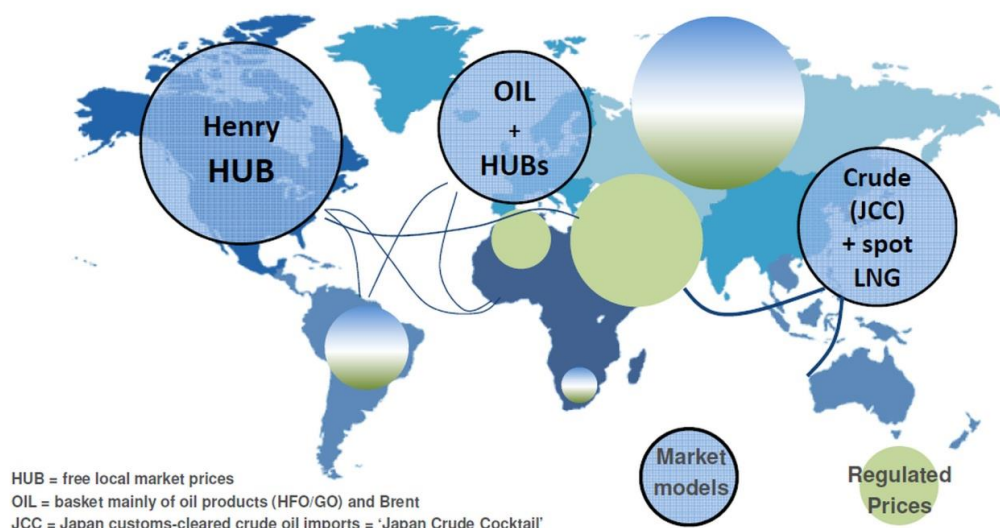 Henry
HUB
OIL
+
HUBs
Crude
(JCC)
+ spot
LNG
Market
models
Regulated
Prices
HUB = free local market prices
OIL = basket mainly of oil products (HFO/GO) and Brent
JCC = Japan customs-cleared crude oil imports = ‘Japan Crude Cocktail’